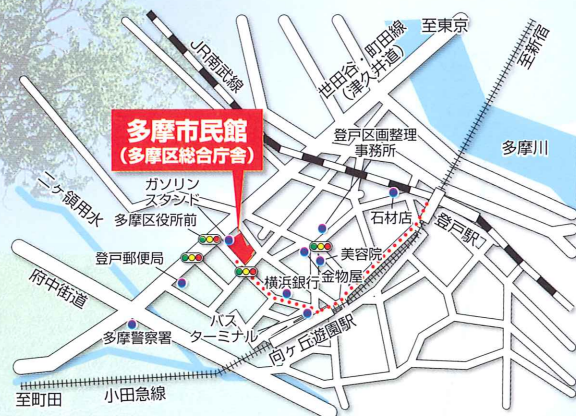 至東京
至新宿
JR南武線
世田谷・町田線
(津久井道)
多摩川
登戸区画整理
事務所
多摩市民館
(多摩区総合庁舎)
ガソリン
スタンド
多摩区役所前
石材店
登戸駅
二ヶ領用水
登戸郵便局
美容院
金物屋
横浜銀行
府中街道
バス
ターミナル
向ヶ丘遊園駅
多摩警察署
小田急線
至町田